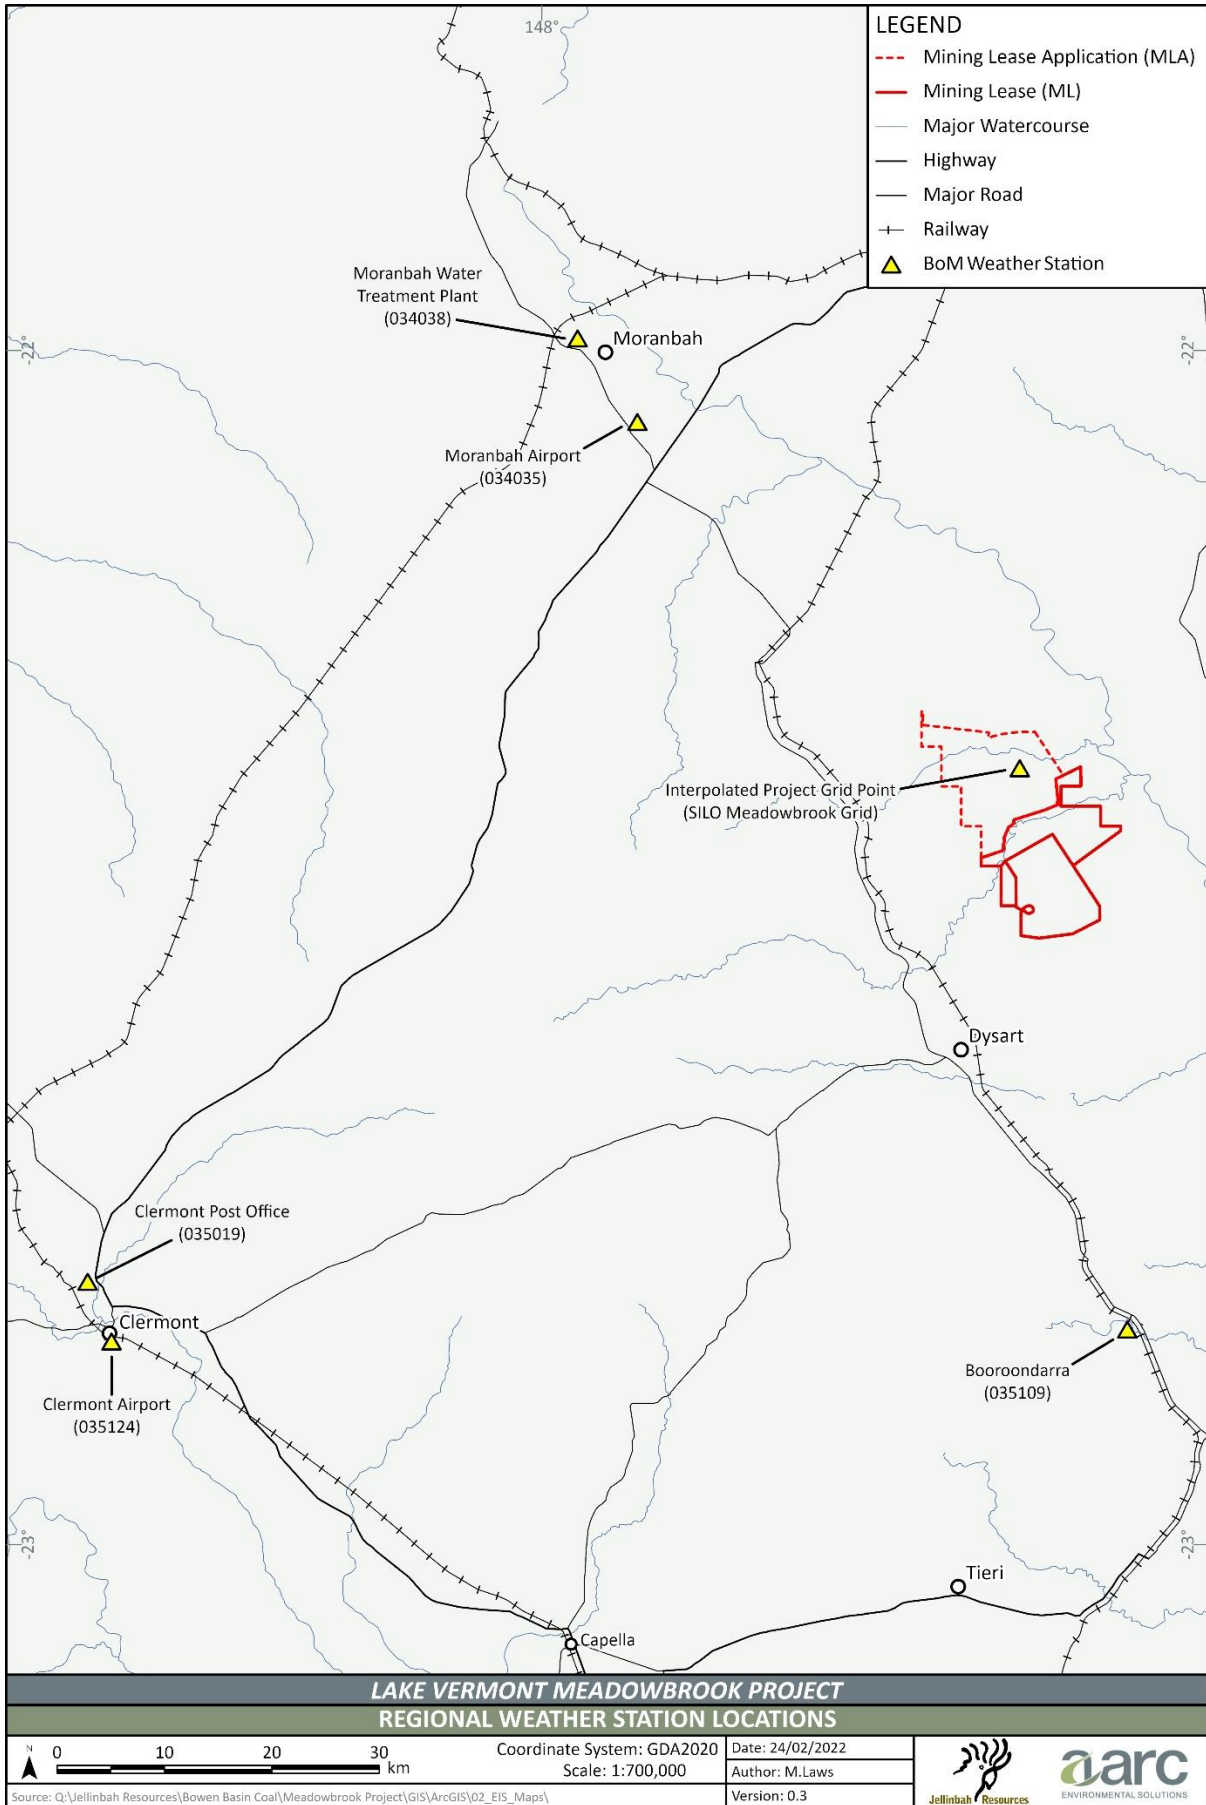 148°
LEGEND
Mining Lease Application (MLA)
Mining Lease (ML)
Major Watercourse
Highway
Major Road
Railway
BoM Weather Station
Moranbah Water
Treatment Plant
(034038)
Moranbah
-22°
-22°
Moranbah Airport
(034035)
Interpolated Project Grid Point
(SILO Meadowbrook Grid)
Dysart
Clermont Post Office
(035019)
Clermont
Clermont Airport
(035124)
Booroondarra
(035109)
-23°
-23°
Tieri
Capella
LAKE VERMONT MEADOWBROOK PROJECT
REGIONAL WEATHER STATION LOCATIONS
N
0 10 20 30
km
Coordinate System: GDA2020
Scale: 1:700,000
Date: 24/02/2022
Author: M.Laws
Version: 0.3
Source: Q:\Jellinbah Resources\Bowen Basin Coal\Meadowbrook Project\GIS\ArcGIS\02_EIS_Maps\
Jellinbah Resources
aarc
ENVIRONMENTAL SOLUTIONS